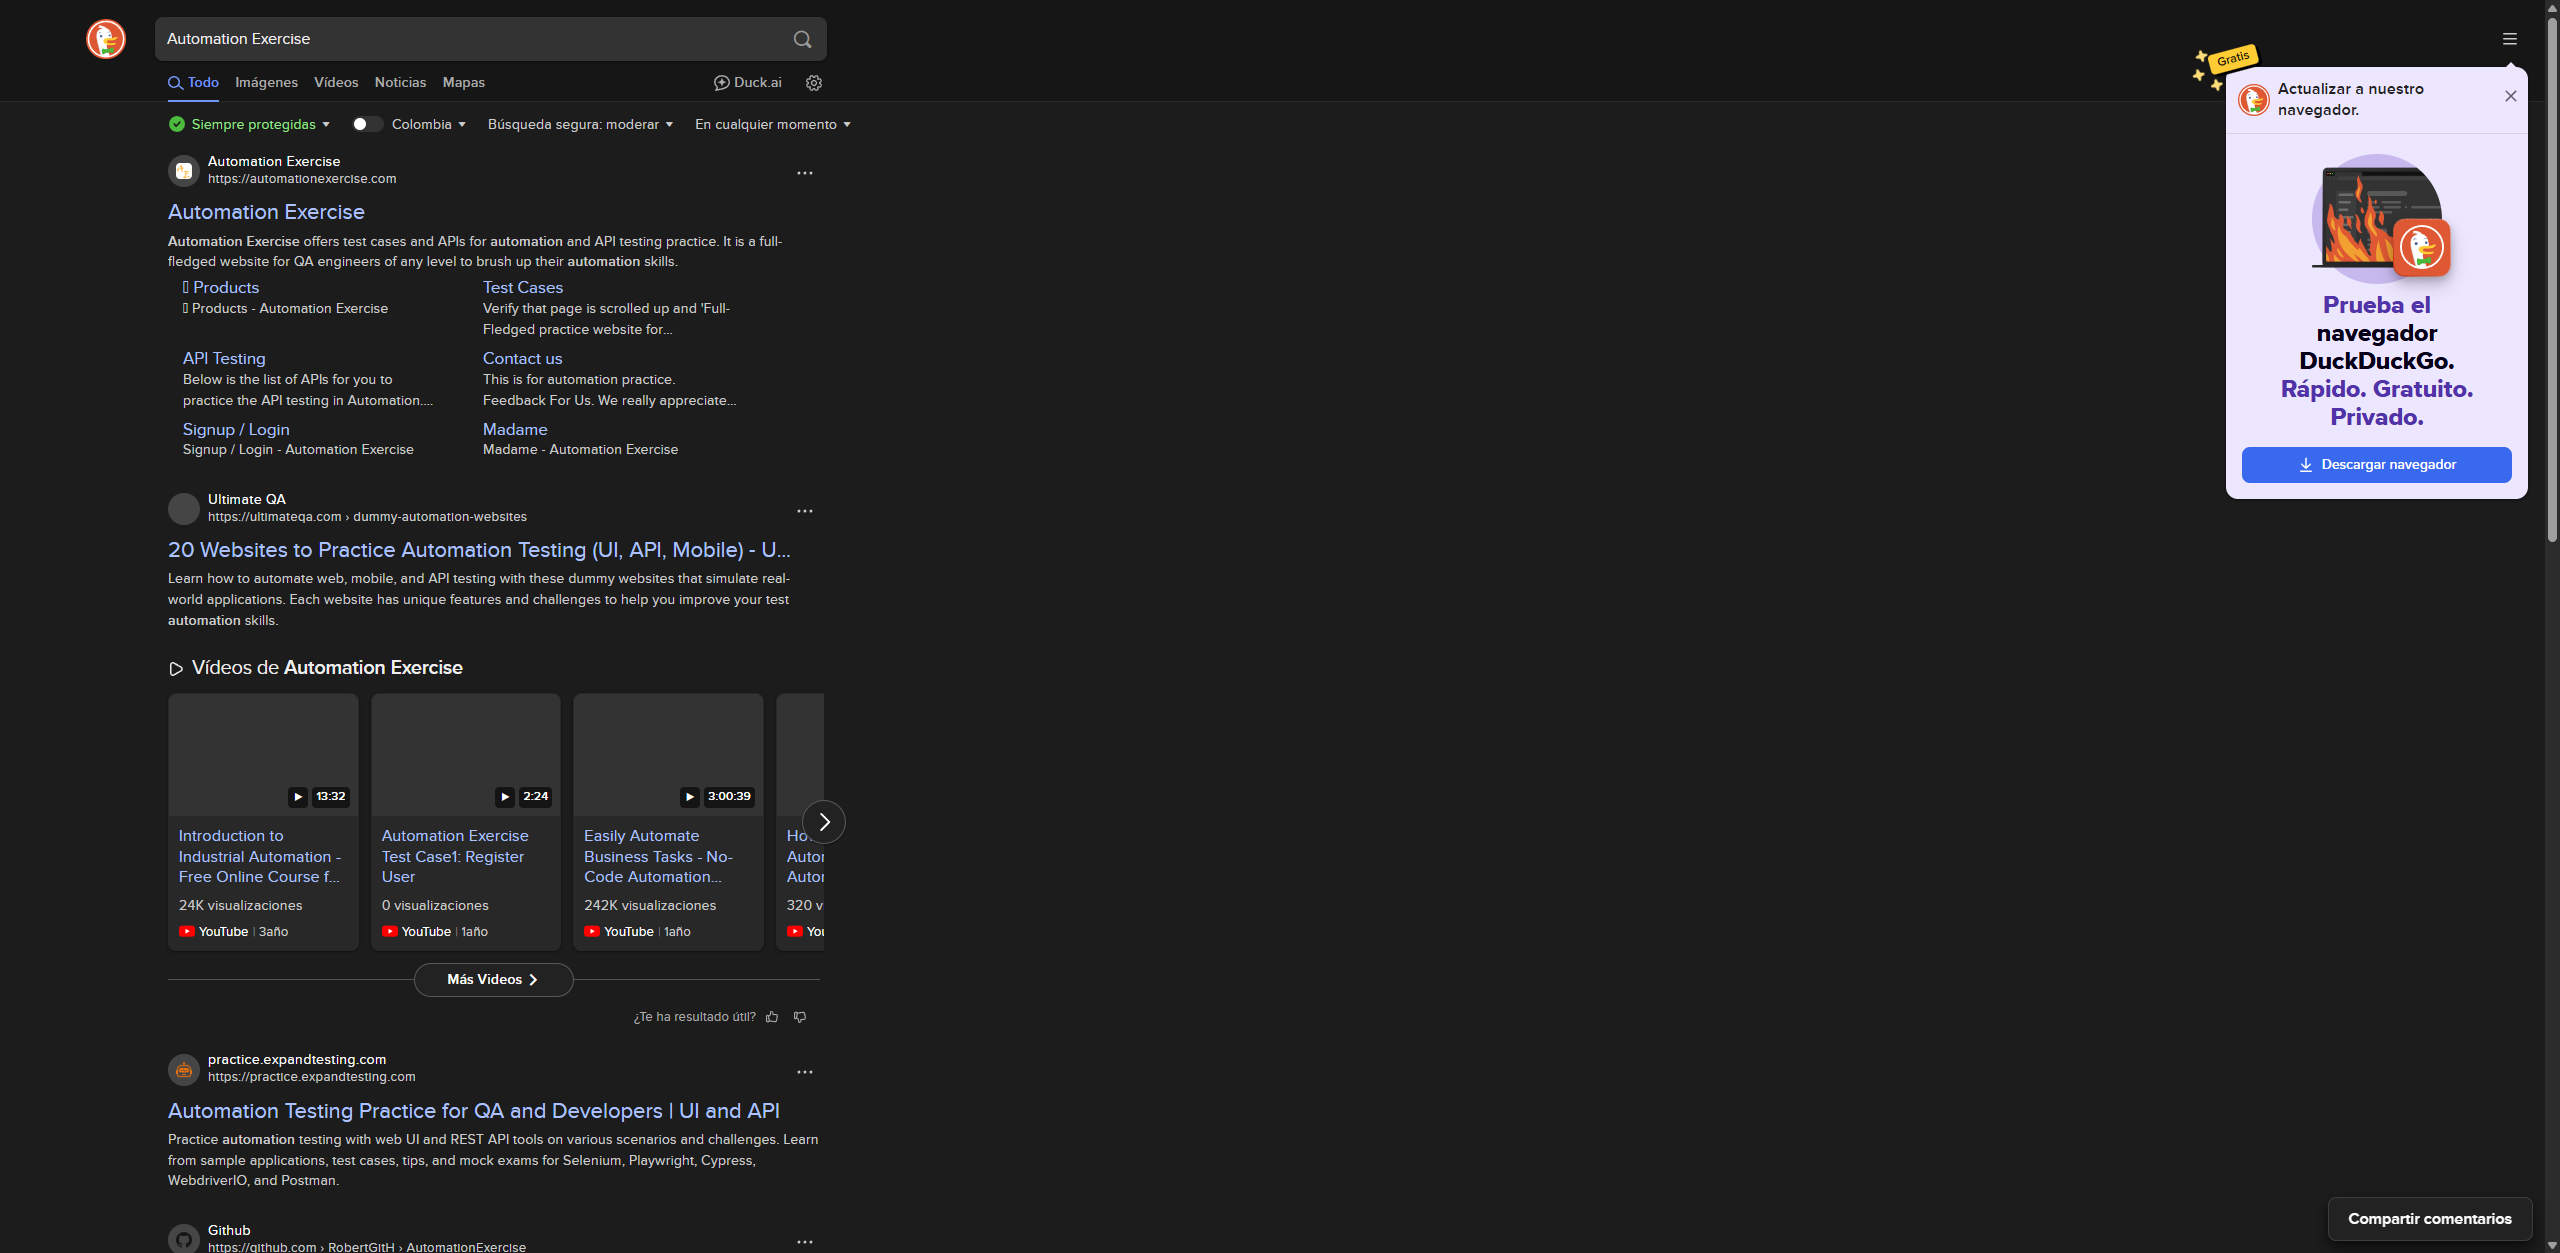 Automation Exercise
Todo Imágenes Vídeos Noticias Mapas Duck.ai
Siempre protegidas Colombia Búsqueda segura: moderar En cualquier momento
Automation Exercise
https://automationexercise.com
Automation Exercise
Automation Exercise offers test cases and APIs for automation and API testing practice. It is a full-
fledged website for QA engineers of any level to brush up their automation skills.
Products
Products - Automation Exercise
Test Cases
Verify that page is scrolled up and 'Full-
Fledged practice website for...
API Testing
Below is the list of APIs for you to
practice the API testing in Automation....
Contact us
This is for automation practice.
Feedback For Us. We really appreciate...
Signup / Login
Signup / Login - Automation Exercise
Madame
Madame - Automation Exercise
Ultimate QA
https://ultimateqa.com › dummy-automation-websites
20 Websites to Practice Automation Testing (UI, API, Mobile) - U...
Learn how to automate web, mobile, and API testing with these dummy websites that simulate real-
world applications. Each website has unique features and challenges to help you improve your test
automation skills.
Vídeos de Automation Exercise
13:32
Introduction to
Industrial Automation -
Free Online Course f...
24K visualizaciones
YouTube | 3año
2:24
Automation Exercise
Test Case1: Register
User
0 visualizaciones
YouTube | 1año
3:00:39
Easily Automate
Business Tasks - No-
Code Automation...
242K visualizaciones
YouTube | 1año
Ho
Autor
Autor
320 v
You
Más Videos
¿Te ha resultado útil?
practice.expandtesting.com
https://practice.expandtesting.com
Automation Testing Practice for QA and Developers | UI and API
Practice automation testing with web UI and REST API tools on various scenarios and challenges. Learn
from sample applications, test cases, tips, and mock exams for Selenium, Playwright, Cypress,
WebdriverIO, and Postman.
Github
https://github.com › RobertGitH › AutomationExercise
Gratis
Actualizar a nuestro
navegador.
Prueba el
navegador
DuckDuckGo.
Rápido. Gratuito.
Privado.
Descargar navegador
Compartir comentarios